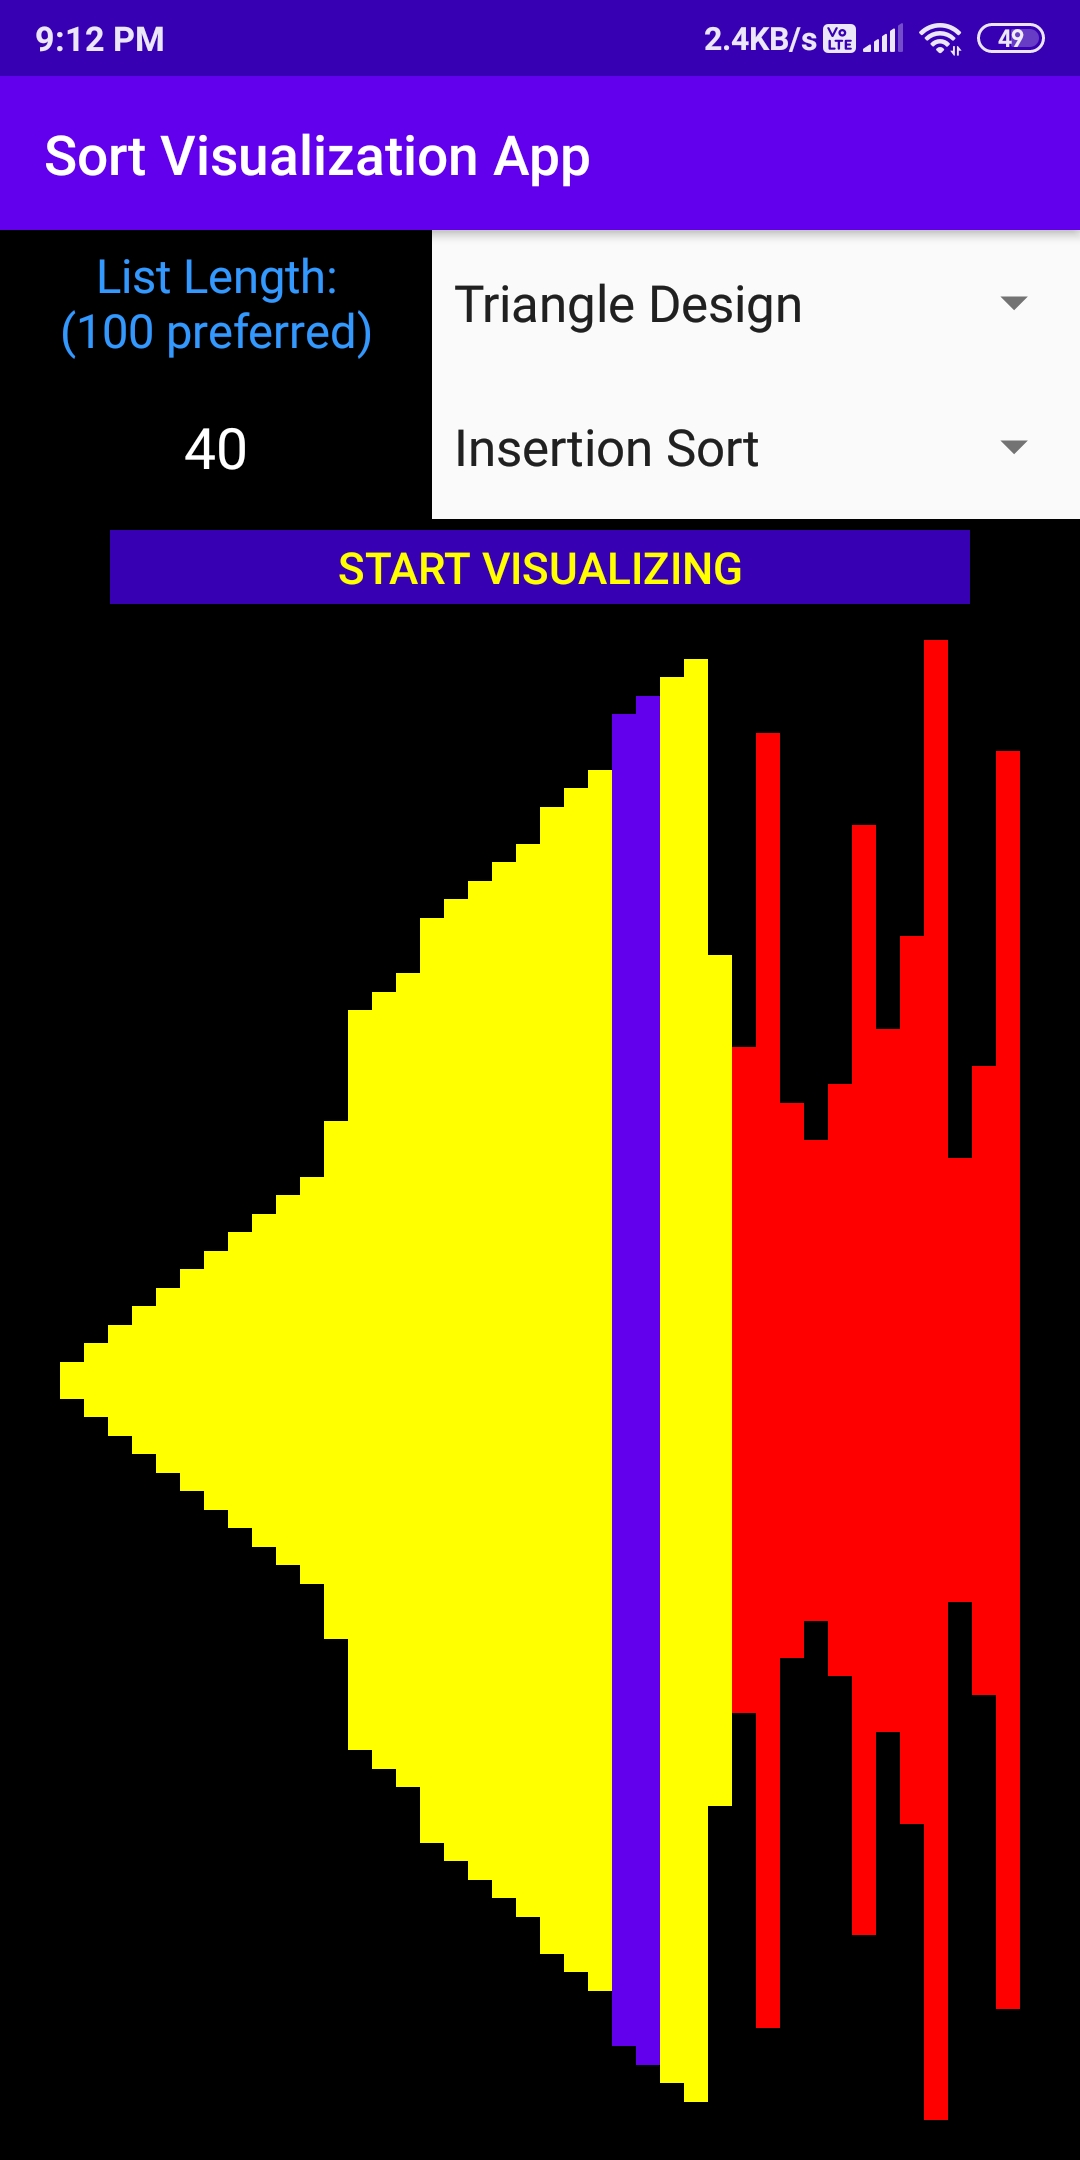 9:12 PM 2.4KB/s Vo LTE 49
Sort Visualization App
List Length:
(100 preferred)
Triangle Design
40
Insertion Sort
START VISUALIZING